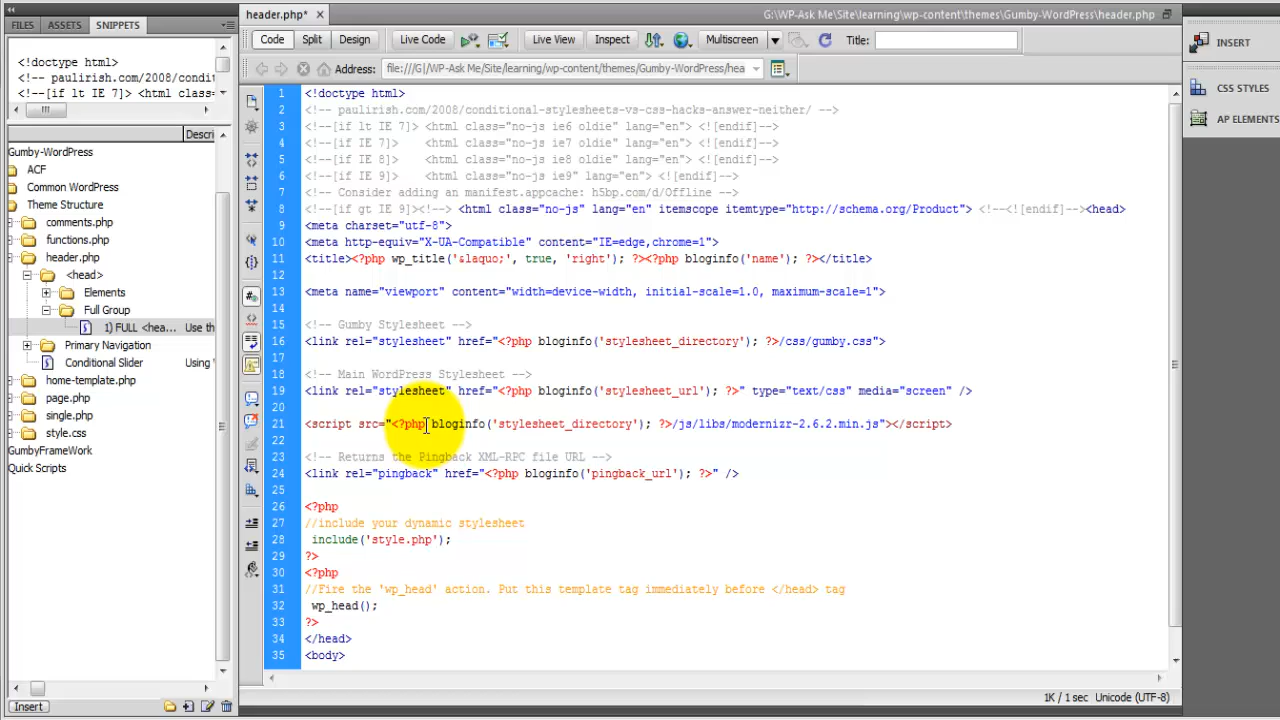 header.php*
G:\WP-Ask Me\Site\learning\wp-content\themes\Gumby-WordPress\header.php
FILES ASSETS SNIPPETS
Code Split Design Live Code Live View Inspect Multiscreen Title:
Address: file:///G|/WP-Ask Me/Site/learning/wp-content/themes/Gumby-WordPress/hea
<!doctype html>
<!-- paulirish.com/2008/condit
<!--[if lt IE 7]> <html class=
Descri
Gumby-WordPress
ACF
Common WordPress
Theme Structure
comments.php
functions.php
header.php
<head>
Elements
Full Group
1) FULL <hea... Use th
Primary Navigation
Conditional Slider Using
home-template.php
page.php
single.php
style.css
GumbyFrameWork
Quick Scripts
Insert
1 <!doctype html>
2 <!-- paulirish.com/2008/conditional-stylesheets-vs-css-hacks-answer-neither/ -->
3 <!--[if lt IE 7]> <html class="no-js ie6 oldie" lang="en"> <![endif]-->
4 <!--[if IE 7]>    <html class="no-js ie7 oldie" lang="en"> <![endif]-->
5 <!--[if IE 8]>    <html class="no-js ie8 oldie" lang="en"> <![endif]-->
6 <!--[if IE 9]>    <html class="no-js ie9" lang="en"> <![endif]-->
7 <!-- Consider adding an manifest.appcache: h5bp.com/d/Offline -->
8 <!--[if gt IE 9]><!--> <html class="no-js" lang="en" itemscope itemtype="http://schema.org/Product"> <!--<![endif]--><head>
9 <meta charset="utf-8">
10 <meta http-equiv="X-UA-Compatible" content="IE=edge,chrome=1">
11 <title><?php wp_title('&laquo;', true, 'right'); ?><?php bloginfo('name'); ?></title>
12
13 <meta name="viewport" content="width=device-width, initial-scale=1.0, maximum-scale=1">
14
15 <!-- Gumby Stylesheet -->
16 <link rel="stylesheet" href="<?php bloginfo('stylesheet_directory'); ?>/css/gumby.css">
17
18 <!-- Main WordPress Stylesheet -->
19 <link rel="stylesheet" href="<?php bloginfo('stylesheet_url'); ?>" type="text/css" media="screen" />
20
21 <script src="<?php bloginfo('stylesheet_directory'); ?>/js/libs/modernizr-2.6.2.min.js"></script>
22
23 <!-- Returns the Pingback XML-RPC file URL -->
24 <link rel="pingback" href="<?php bloginfo('pingback_url'); ?>" />
25
26 <?php
27 //include your dynamic stylesheet
28 include('style.php');
29 ?>
30 <?php
31 //Fire the 'wp_head' action. Put this template tag immediately before </head> tag
32 wp_head();
33 ?>
34 </head>
35 <body>
1K / 1 sec Unicode (UTF-8)
INSERT
CSS STYLES
AP ELEMENTS